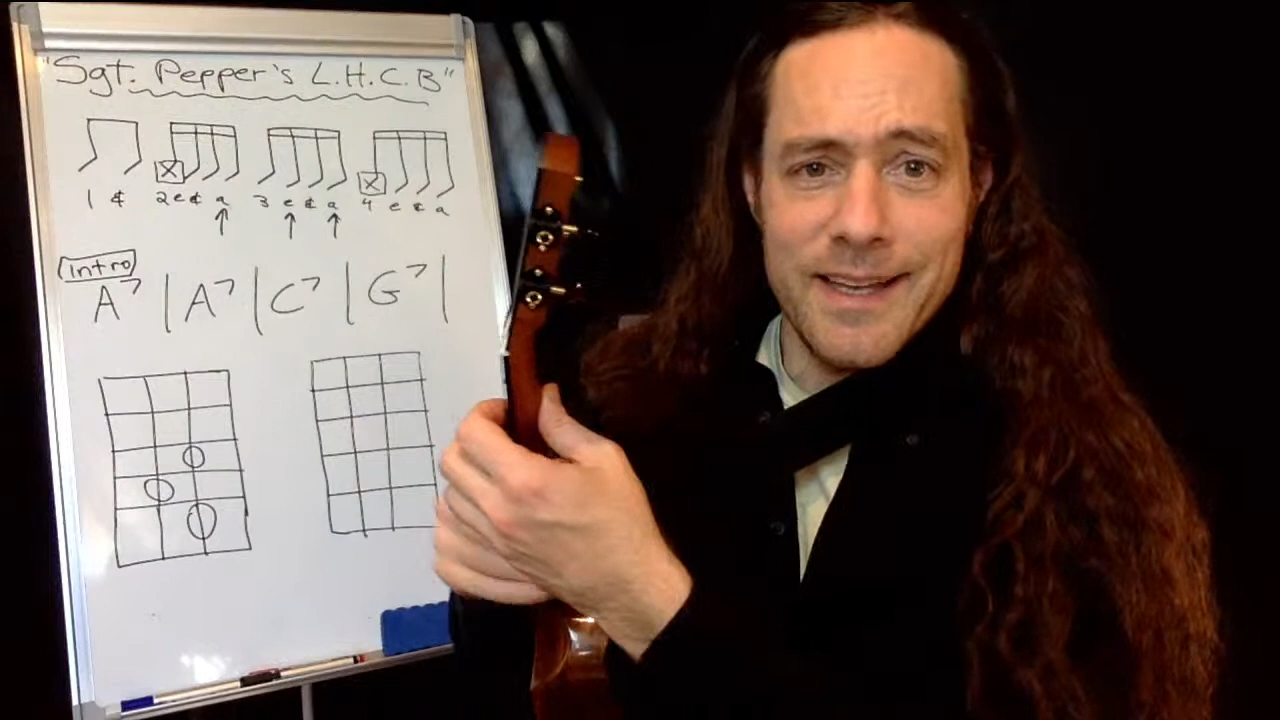 "Sgt. Pepper's L.H.C.B"
1 & 2 e & a 3 e & a 4 e & a
Intro
A7 | A7 | C7 | G7 |